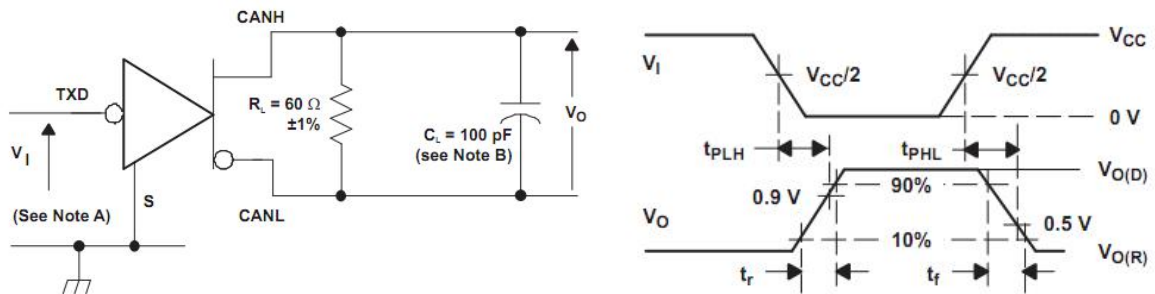 CANH
TXD
R_L = 60 Ω
±1%
C_L = 100 pF
(see Note B)
V_O
V_I
(See Note A)
S
CANL
V_I
V_CC/2
V_CC/2
V_CC
0 V
t_PLH
t_PHL
V_O(D)
90%
0.9 V
V_O
0.5 V
10%
V_O(R)
t_r
t_f